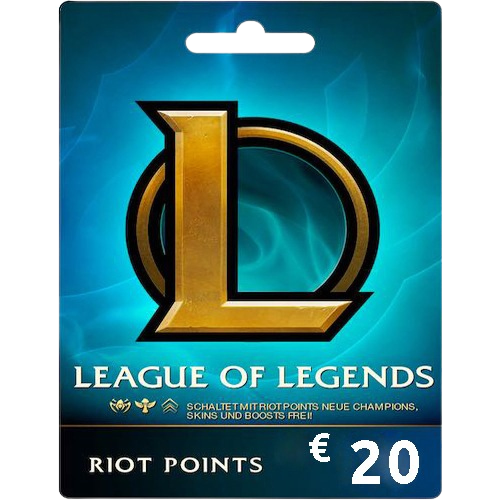 L
LEAGUE OF LEGENDS
SCHALTET MIT RIOT POINTS NEUE CHAMPIONS,
SKINS UND BOOSTS FREI!
RIOT POINTS
€ 20